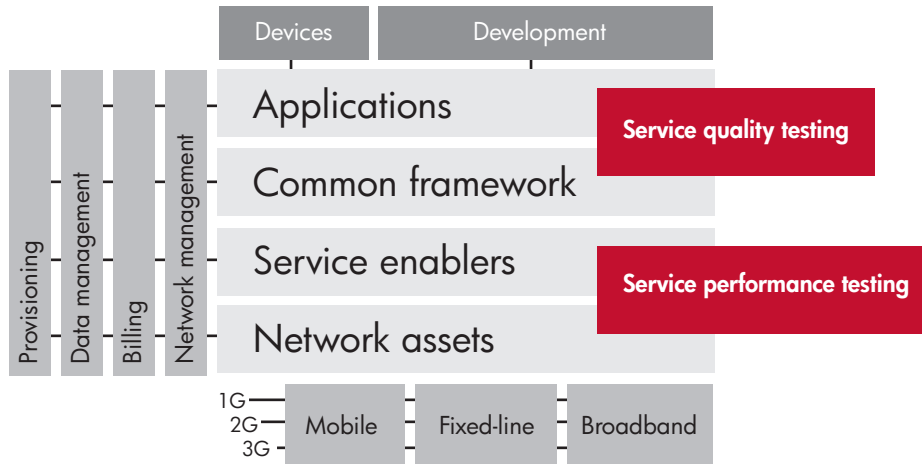 Devices
Development
Provisioning
Data management
Billing
Network management
Applications
Service quality testing
Common framework
Service enablers
Service performance testing
Network assets
1G
2G
3G
Mobile
Fixed-line
Broadband